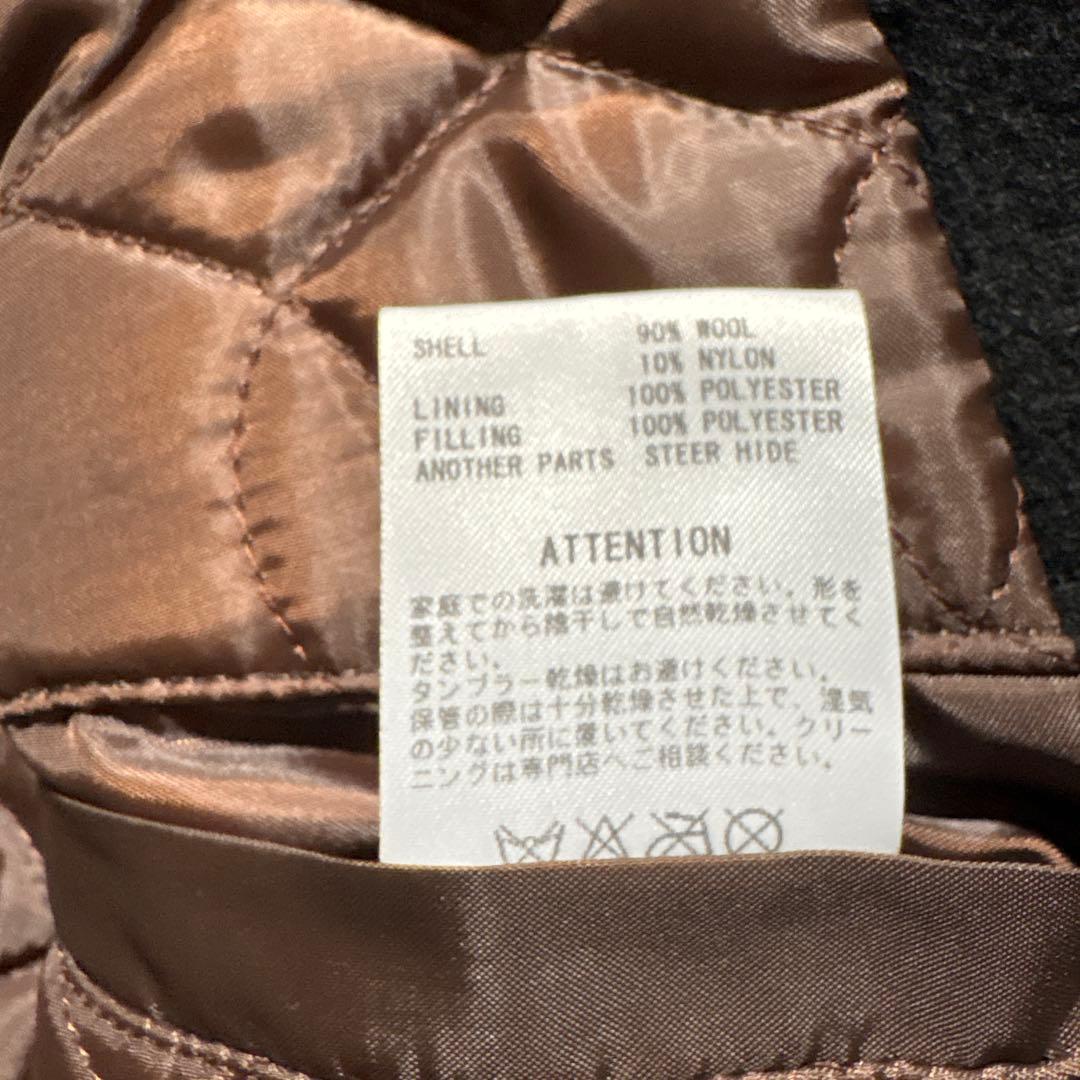 SHELL 90% WOOL
10% NYLON
LINING 100% POLYESTER
FILLING 100% POLYESTER
ANOTHER PARTS STEER HIDE
ATTENTION
家庭での洗濯は避けてください。形を
整えてから陰干しで自然乾燥させてく
ださい。
タンブラー乾燥はお避けください。
保管の際は十分乾燥させた上で、湿気
の少ない所に置いてください。クリー
ニングは専門店へご相談ください。